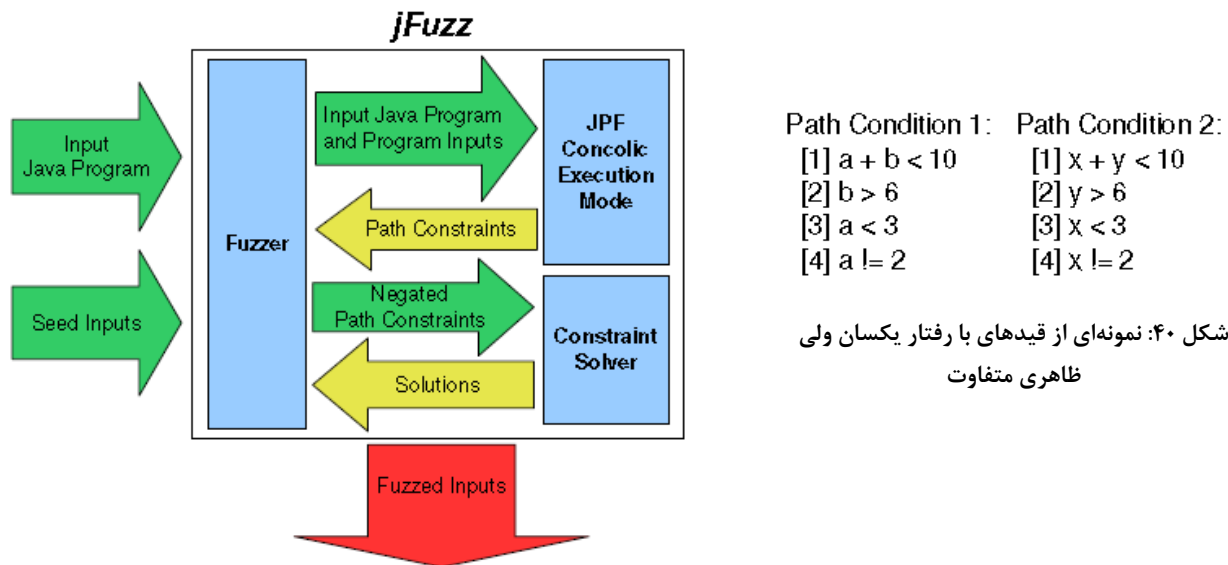 jFuzz
Input
Java Program
Seed Inputs
Fuzzer
Input Java Program
and Program Inputs
Path Constraints
Negated
Path Constraints
Solutions
JPF
Concolic
Execution
Mode
Constraint
Solver
Fuzzed Inputs
Path Condition 1:
[1] a + b < 10
[2] b > 6
[3] a < 3
[4] a != 2
Path Condition 2:
[1] x + y < 10
[2] y > 6
[3] x < 3
[4] x != 2
شکل ۴۰: نمونه‌ای از قیدهای با رفتار یکسان ولی
ظاهری متفاوت